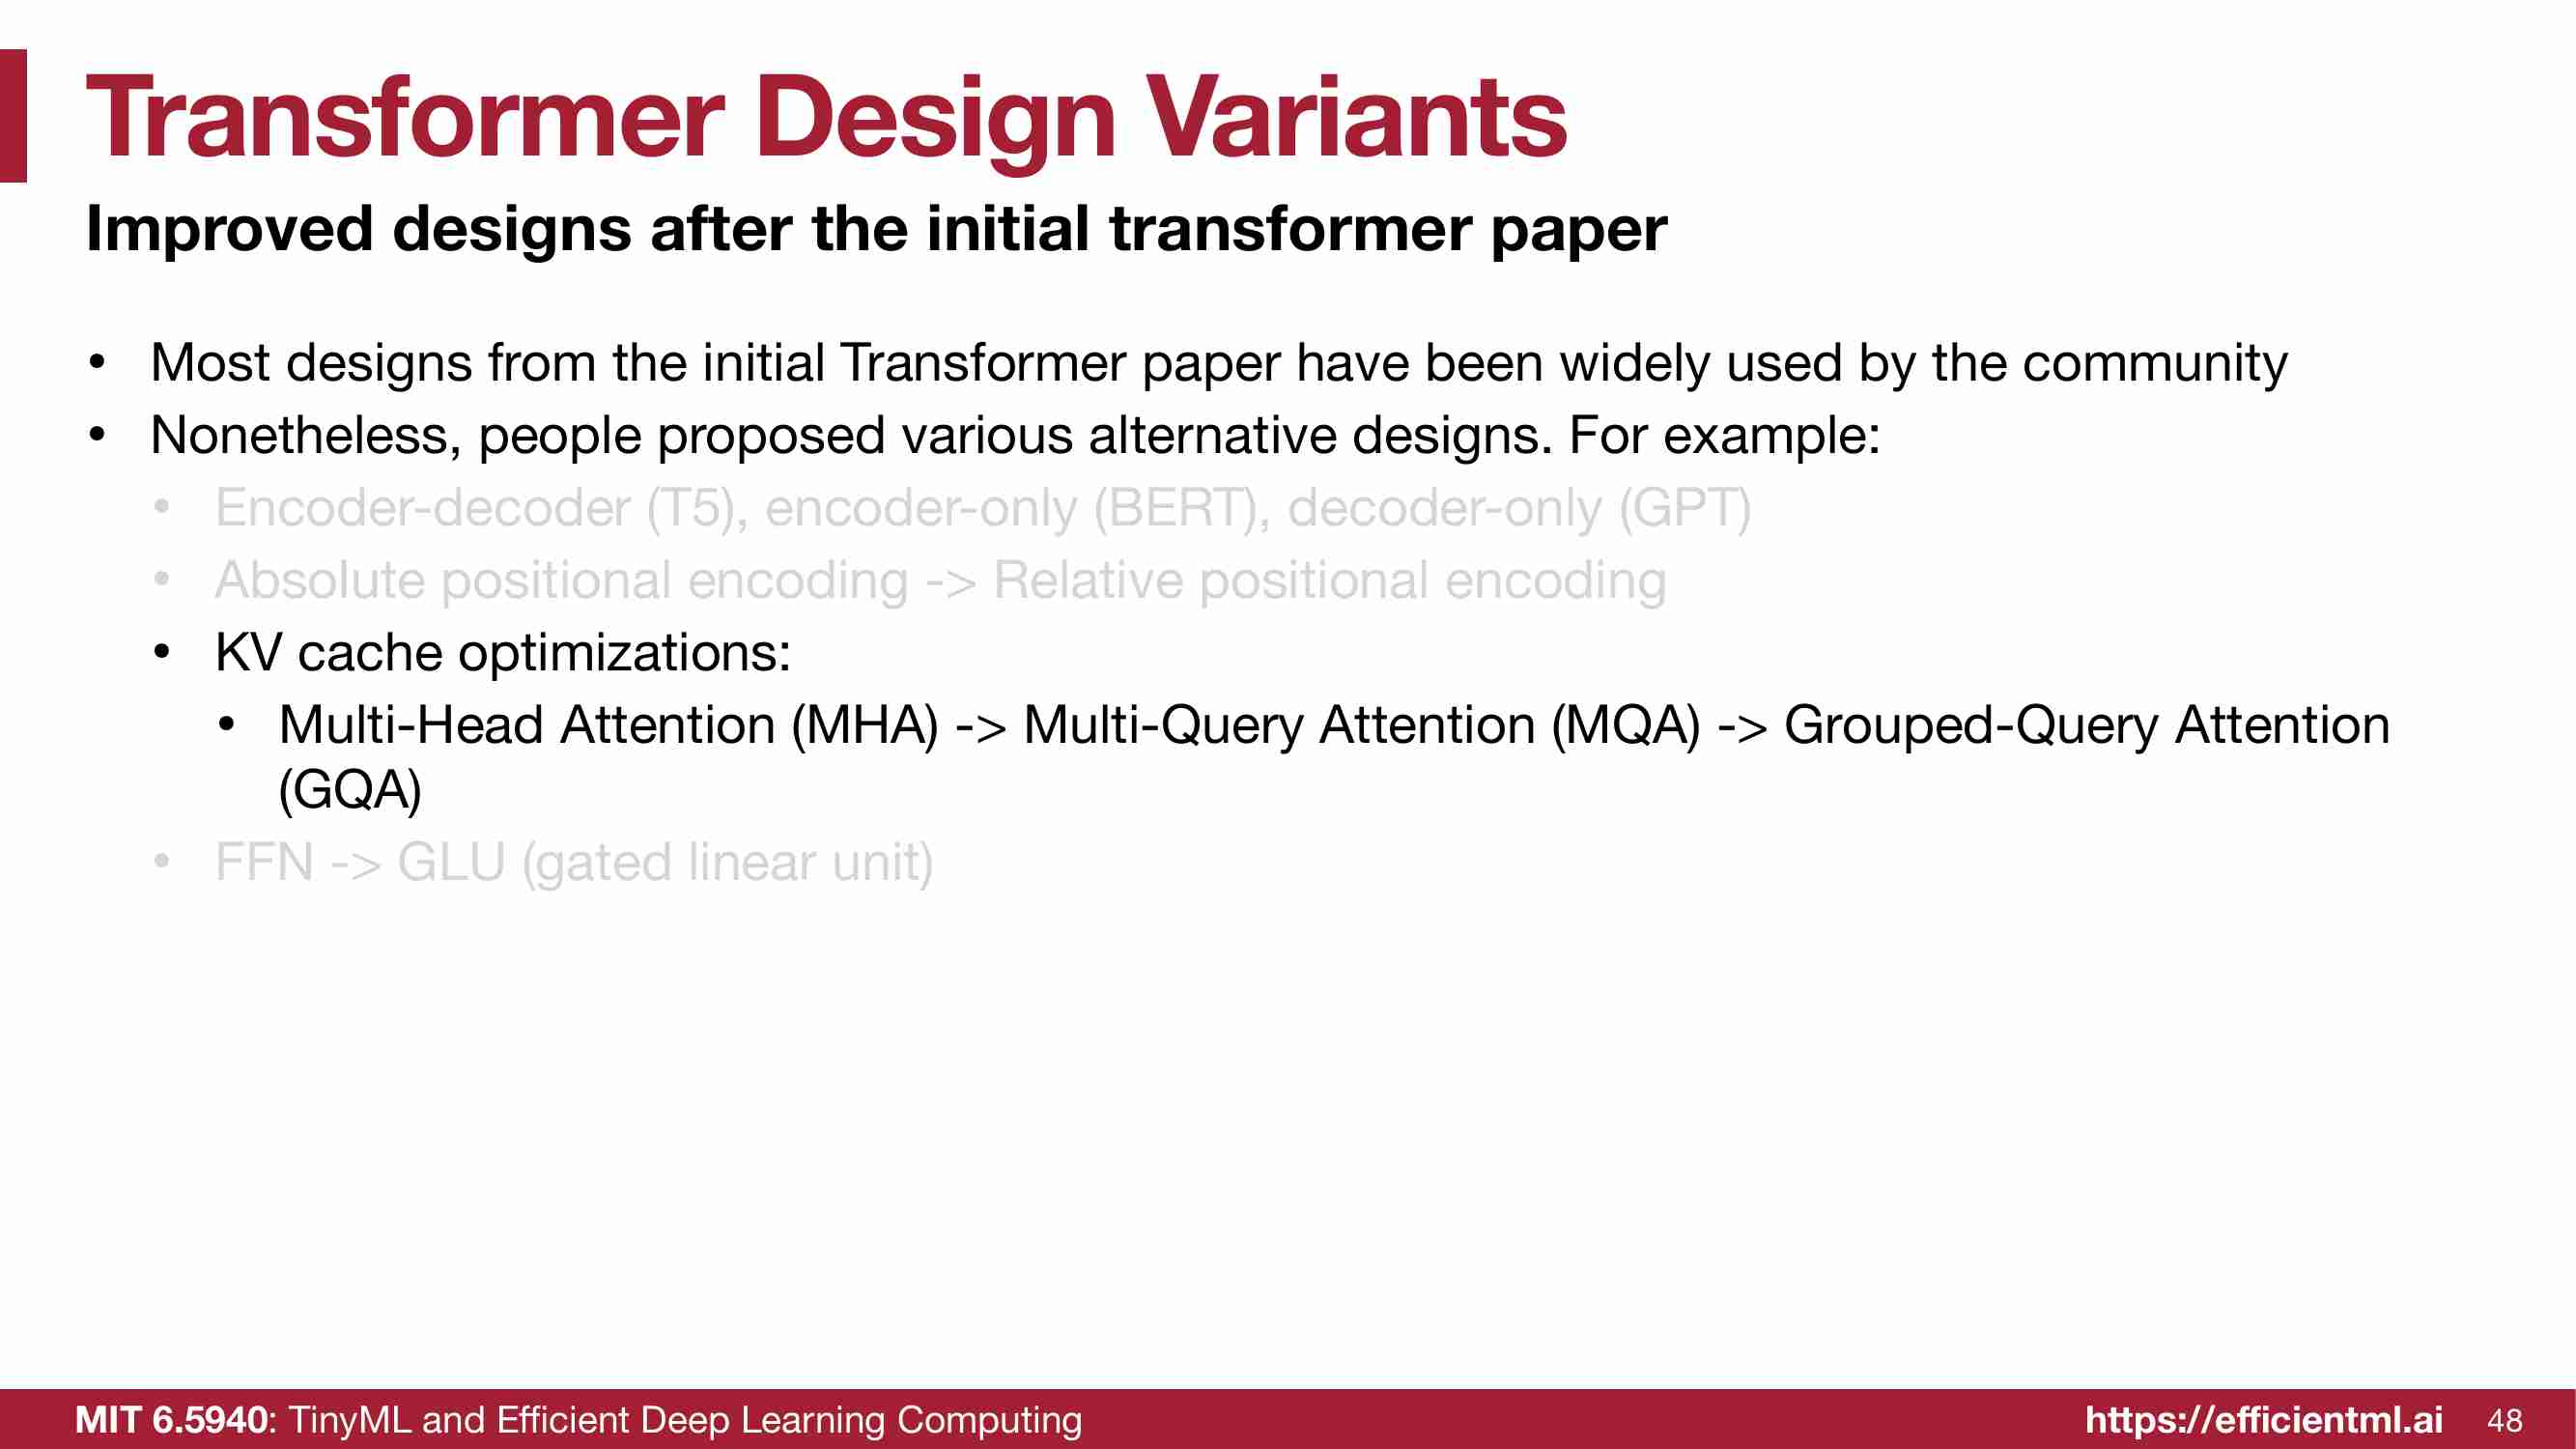 Transformer Design Variants
Improved designs after the initial transformer paper
• Most designs from the initial Transformer paper have been widely used by the community
• Nonetheless, people proposed various alternative designs. For example:
• Encoder-decoder (T5), encoder-only (BERT), decoder-only (GPT)
• Absolute positional encoding -> Relative positional encoding
• KV cache optimizations:
• Multi-Head Attention (MHA) -> Multi-Query Attention (MQA) -> Grouped-Query Attention
(GQA)
• FFN -> GLU (gated linear unit)
MIT 6.5940: TinyML and Efficient Deep Learning Computing
https://efficientml.ai 48